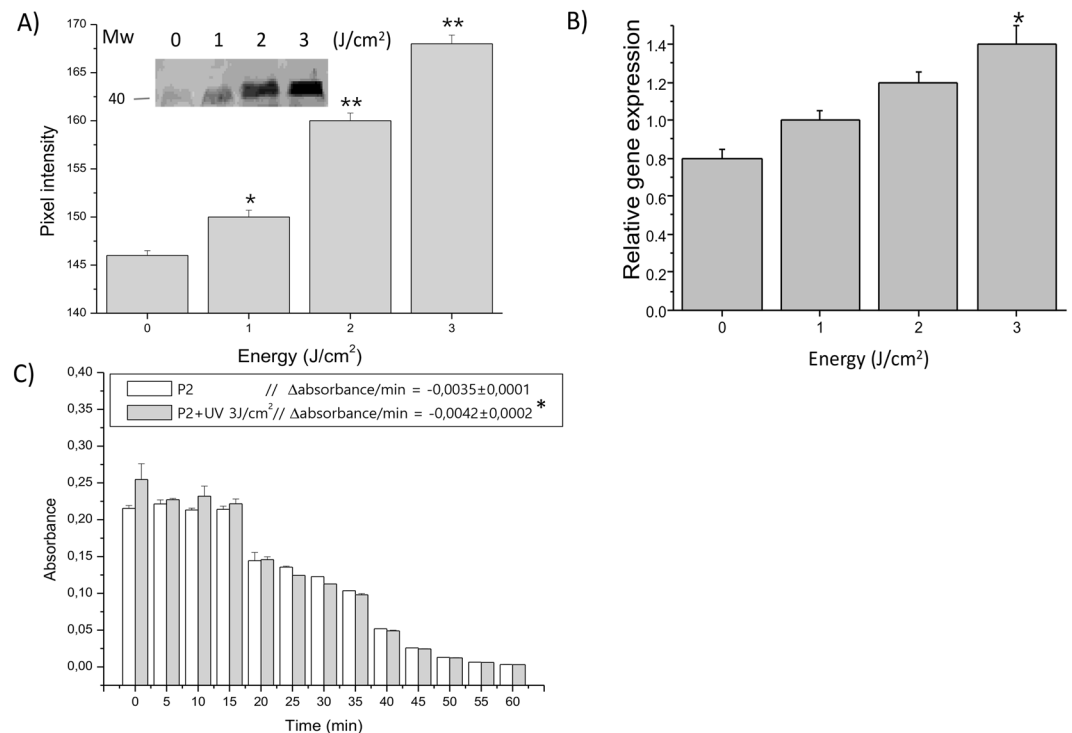 A)
Mw 0 1 2 3 (J/cm²)
40
170
165
160
155
150
145
140
Pixel intensity
*
**
**
0 1 2 3
Energy (J/cm²)
B)
1.4
1.2
1.0
0.8
0.6
0.4
0.2
0.0
Relative gene expression
*
0 1 2 3
Energy (J/cm²)
C)
0,40
0,35
0,30
0,25
0,20
0,15
0,10
0,05
0,00
Absorbance
P2 // Δabsorbance/min = -0,0035±0,0001
P2+UV 3J/cm² // Δabsorbance/min = -0,0042±0,0002 *
0 5 10 15 20 25 30 35 40 45 50 55 60
Time (min)